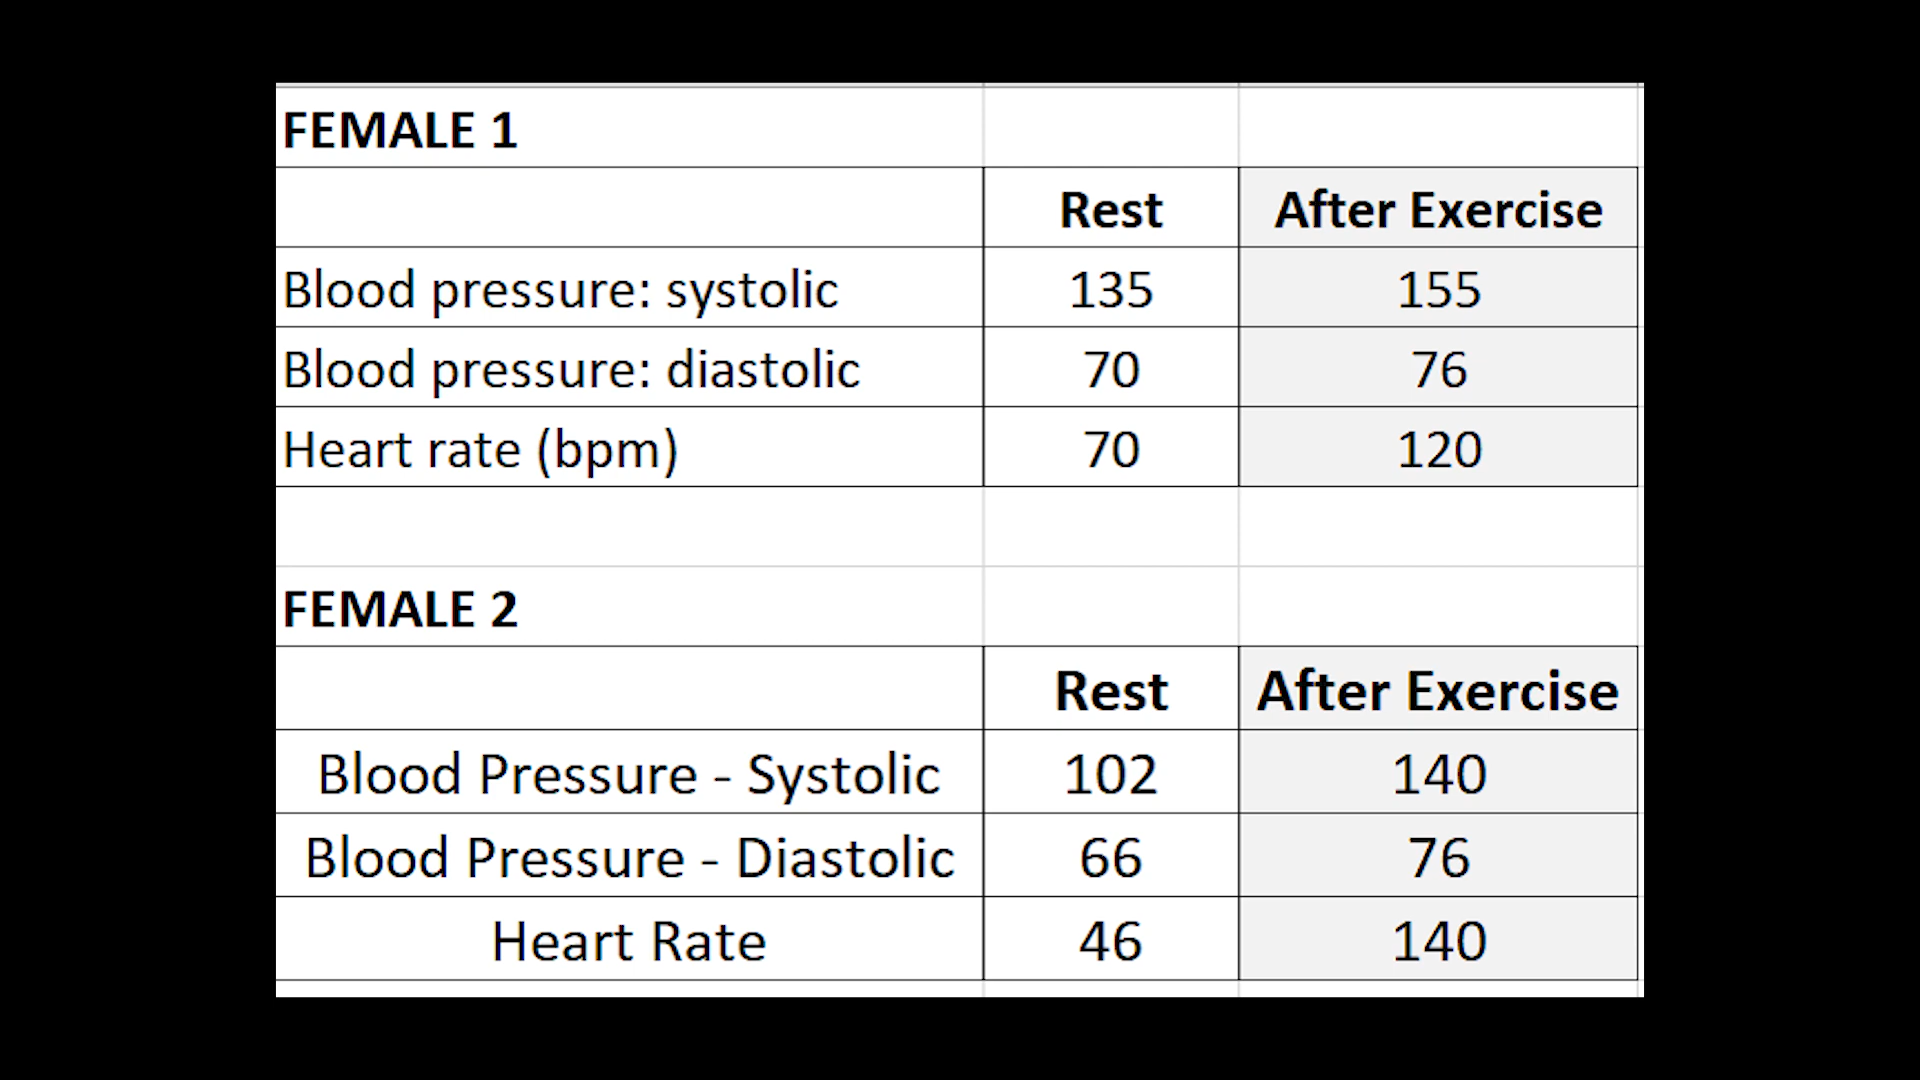 FEMALE 1
Rest After Exercise
Blood pressure: systolic 135 155
Blood pressure: diastolic 70 76
Heart rate (bpm) 70 120
FEMALE 2
Rest After Exercise
Blood Pressure - Systolic 102 140
Blood Pressure - Diastolic 66 76
Heart Rate 46 140